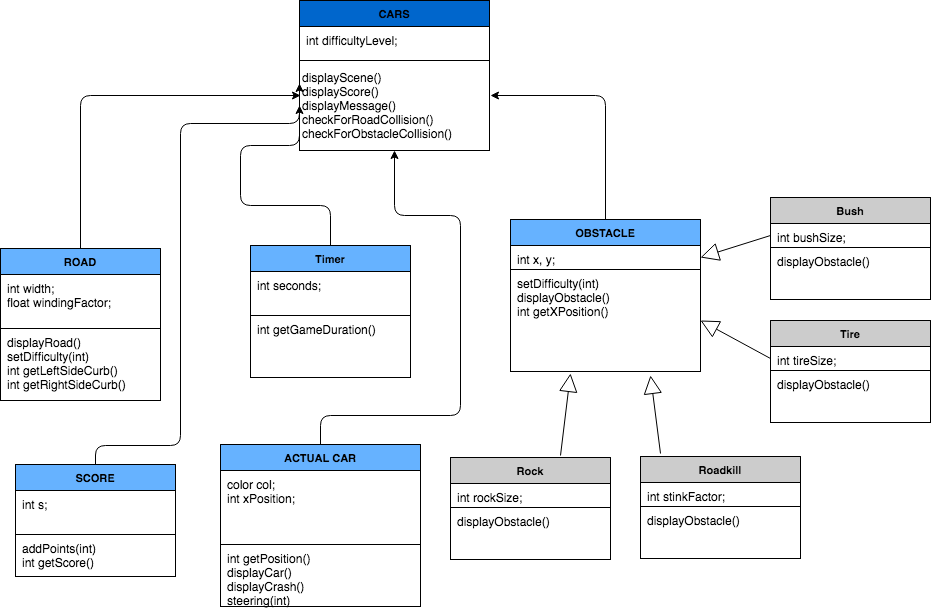 CARS
int difficultyLevel;
displayScene()
displayScore()
displayMessage()
checkForRoadCollision()
checkForObstacleCollision()
ROAD
int width;
float windingFactor;
displayRoad()
setDifficulty(int)
int getLeftSideCurb()
int getRightSideCurb()
Timer
int seconds;
int getGameDuration()
OBSTACLE
int x, y;
setDifficulty(int)
displayObstacle()
int getXPosition()
Bush
int bushSize;
displayObstacle()
Tire
int tireSize;
displayObstacle()
SCORE
int s;
addPoints(int)
int getScore()
ACTUAL CAR
color col;
int xPosition;
int getPosition()
displayCar()
displayCrash()
steering(int)
Rock
int rockSize;
displayObstacle()
Roadkill
int stinkFactor;
displayObstacle()